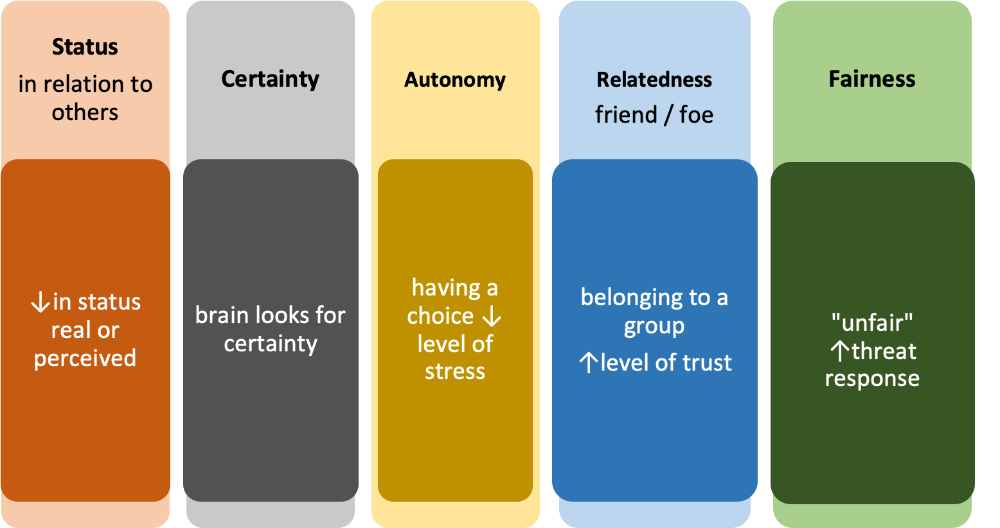 Status
in relation to
others
↓in status
real or
perceived
Certainty
brain looks for
certainty
Autonomy
having a
choice ↓
level of
stress
Relatedness
friend / foe
belonging to a
group
↑level of trust
Fairness
"unfair"
↑threat
response